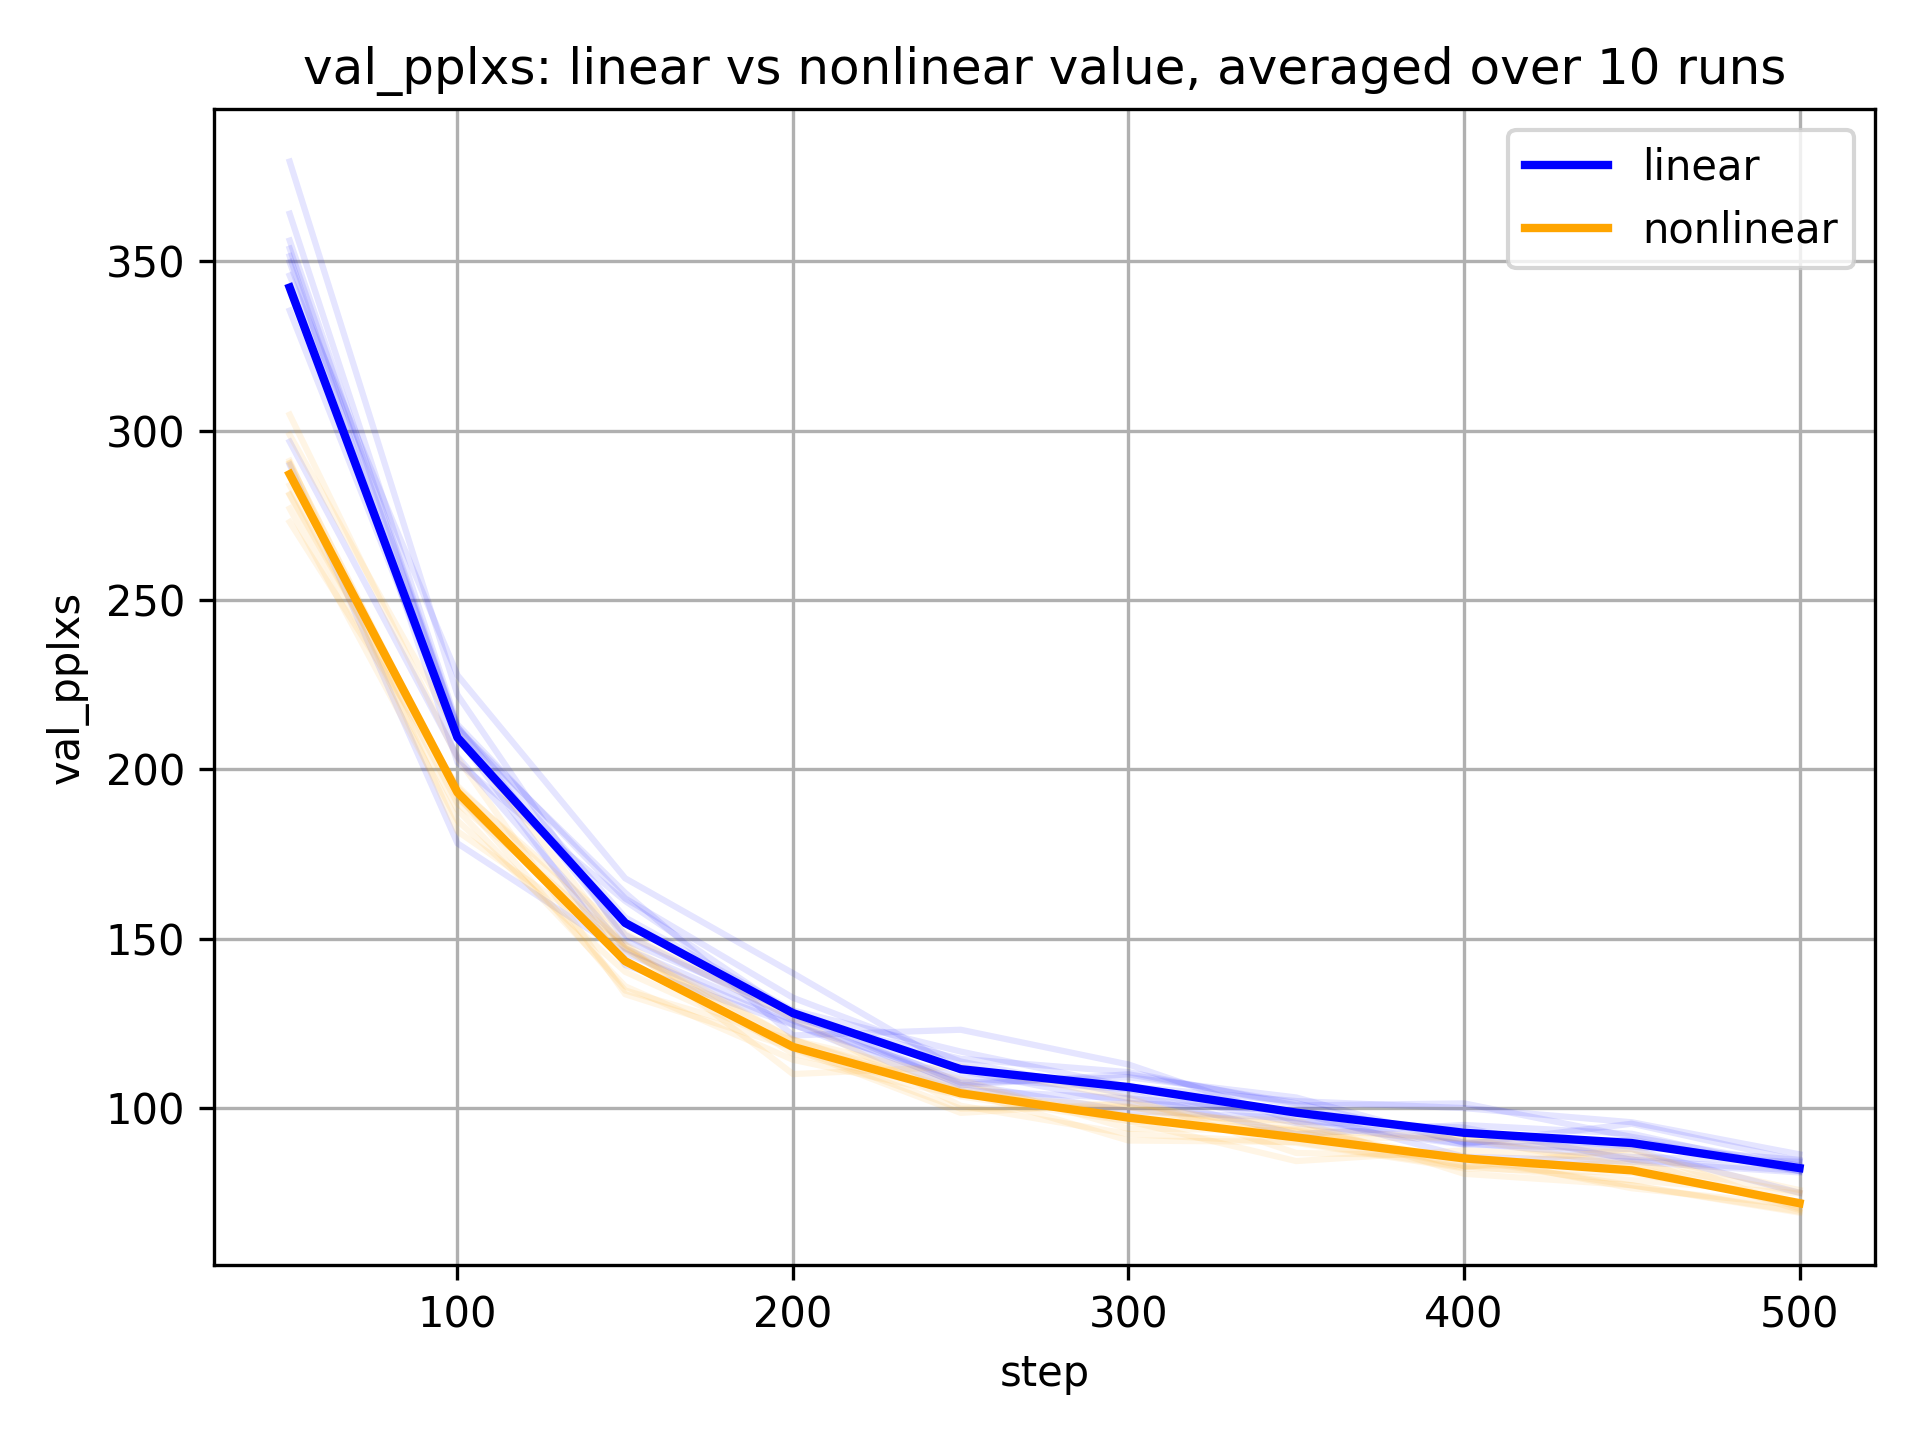 val_pplxs: linear vs nonlinear value, averaged over 10 runs
linear
nonlinear
val_pplxs
350
300
250
200
150
100
100 200 300 400 500
step